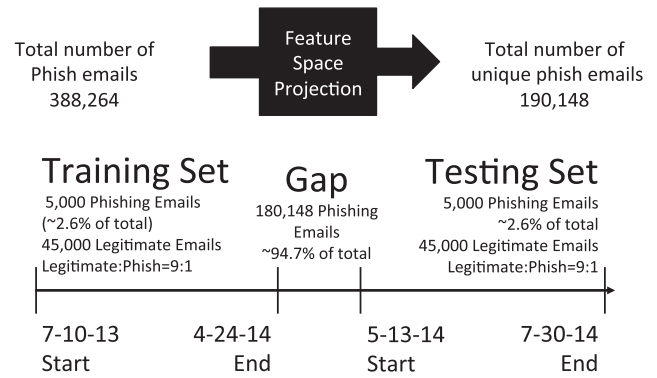 Total number of
Phish emails
388,264
Feature
Space
Projection
Total number of
unique phish emails
190,148
Training Set
5,000 Phishing Emails
(~2.6% of total)
45,000 Legitimate Emails
Legitimate:Phish=9:1
Gap
180,148 Phishing
Emails
~94.7% of total
Testing Set
5,000 Phishing Emails
~2.6% of total
45,000 Legitimate Emails
Legitimate:Phish=9:1
7-10-13
Start
4-24-14
End
5-13-14
Start
7-30-14
End